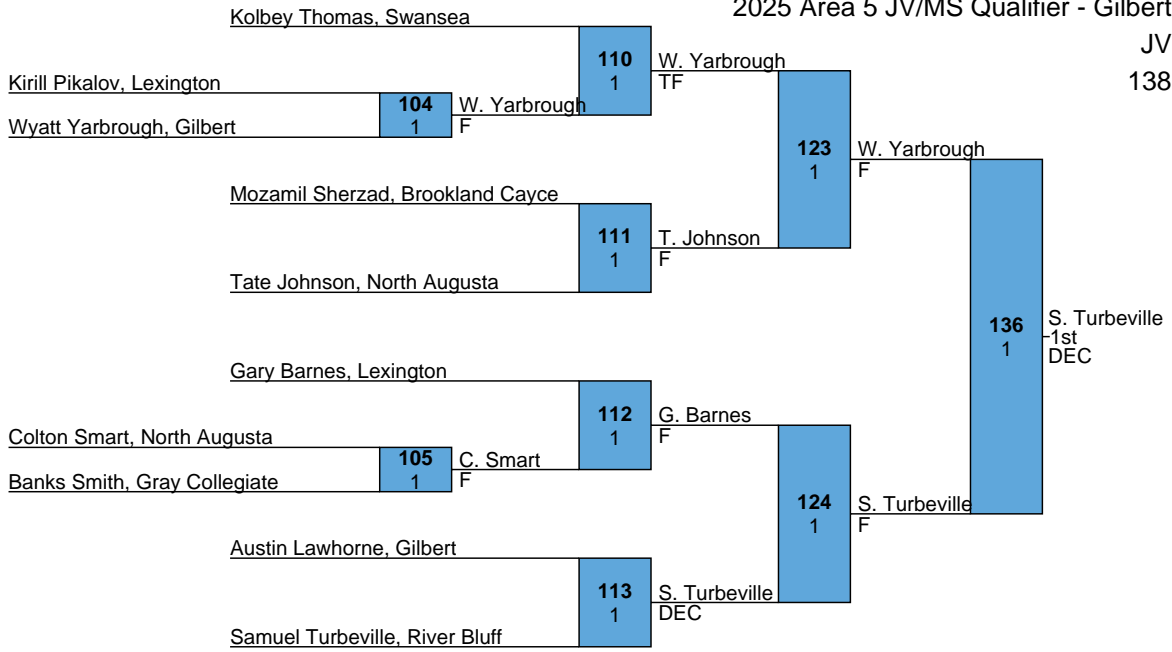 2025 Area 5 JV/MS Qualifier - Gilbert
JV
138
Kolbey Thomas, Swansea
110
1
W. Yarbrough
TF
Kirill Pikalov, Lexington
104
1
W. Yarbrough
F
Wyatt Yarbrough, Gilbert
123
1
W. Yarbrough
F
Mozamil Sherzad, Brookland Cayce
111
1
T. Johnson
F
Tate Johnson, North Augusta
136
1
S. Turbeville
1st
DEC
Gary Barnes, Lexington
112
1
G. Barnes
F
Colton Smart, North Augusta
105
1
C. Smart
F
Banks Smith, Gray Collegiate
124
1
S. Turbeville
F
Austin Lawhorne, Gilbert
113
1
S. Turbeville
DEC
Samuel Turbeville, River Bluff